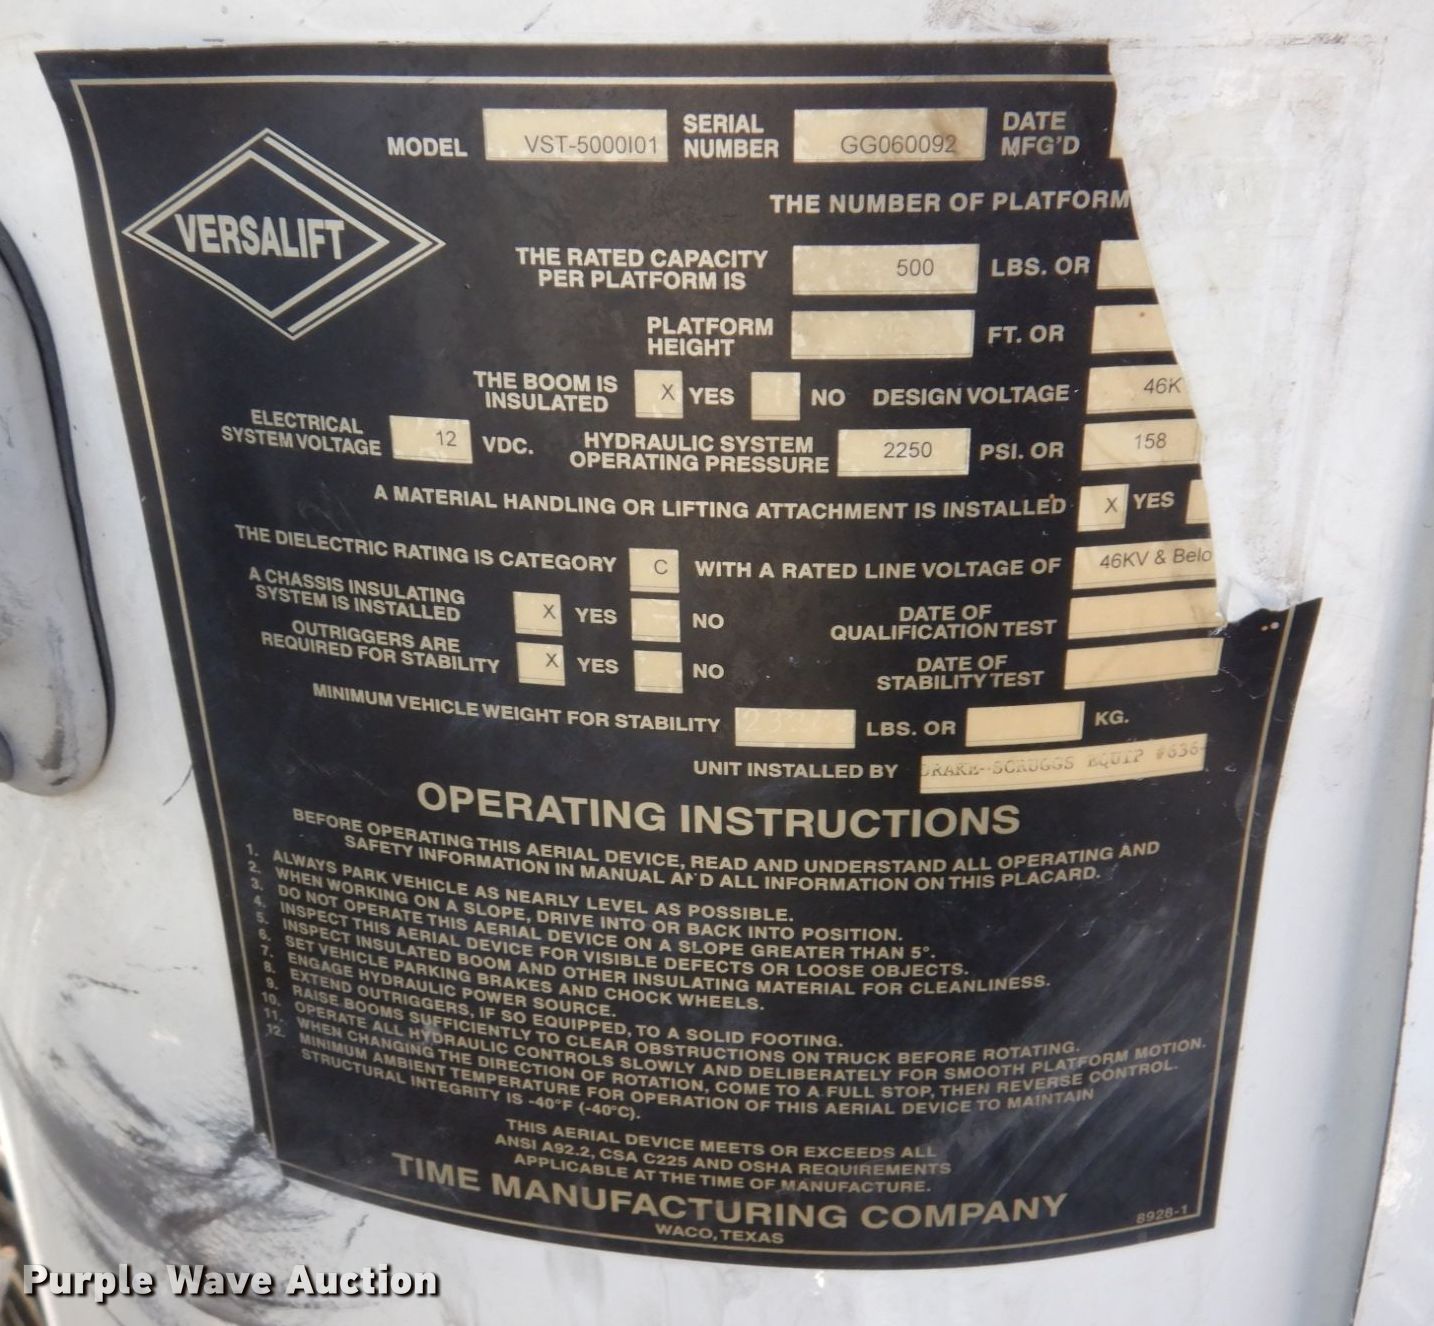 MODEL VST-5000I01 SERIAL NUMBER GG060092 DATE MFG'D
VERSALIFT
THE NUMBER OF PLATFORM
THE RATED CAPACITY PER PLATFORM IS 500 LBS. OR
PLATFORM HEIGHT FT. OR
THE BOOM IS INSULATED X YES NO DESIGN VOLTAGE 46K
ELECTRICAL SYSTEM VOLTAGE 12 VDC. HYDRAULIC SYSTEM OPERATING PRESSURE 2250 PSI. OR 158
A MATERIAL HANDLING OR LIFTING ATTACHMENT IS INSTALLED X YES
THE DIELECTRIC RATING IS CATEGORY C WITH A RATED LINE VOLTAGE OF 46KV & Belo
A CHASSIS INSULATING SYSTEM IS INSTALLED X YES NO DATE OF QUALIFICATION TEST
OUTRIGGERS ARE REQUIRED FOR STABILITY X YES NO DATE OF STABILITY TEST
MINIMUM VEHICLE WEIGHT FOR STABILITY LBS. OR KG.
UNIT INSTALLED BY SCRUGGS EQUIP #636
OPERATING INSTRUCTIONS
BEFORE OPERATING THIS AERIAL DEVICE, READ AND UNDERSTAND ALL OPERATING AND
SAFETY INFORMATION IN MANUAL AND ALL INFORMATION ON THIS PLACARD.
1. ALWAYS PARK VEHICLE AS NEARLY LEVEL AS POSSIBLE.
2. WHEN WORKING ON A SLOPE, DRIVE INTO OR BACK INTO POSITION.
3. DO NOT OPERATE THIS AERIAL DEVICE ON A SLOPE GREATER THAN 5°.
4. INSPECT THIS AERIAL DEVICE FOR VISIBLE DEFECTS OR LOOSE OBJECTS.
5. INSPECT INSULATED BOOM AND OTHER INSULATING MATERIAL FOR CLEANLINESS.
6. SET VEHICLE PARKING BRAKES AND CHOCK WHEELS.
7. ENGAGE HYDRAULIC POWER SOURCE.
8. EXTEND OUTRIGGERS, IF SO EQUIPPED, TO A SOLID FOOTING.
9. RAISE BOOMS SUFFICIENTLY TO CLEAR OBSTRUCTIONS ON TRUCK BEFORE ROTATING.
10. OPERATE ALL HYDRAULIC CONTROLS SLOWLY AND DELIBERATELY FOR SMOOTH PLATFORM MOTION.
11. WHEN CHANGING THE DIRECTION OF ROTATION, COME TO A FULL STOP, THEN REVERSE CONTROL.
12. MINIMUM AMBIENT TEMPERATURE FOR OPERATION OF THIS AERIAL DEVICE TO MAINTAIN
STRUCTURAL INTEGRITY IS -40°F (-40°C).
THIS AERIAL DEVICE MEETS OR EXCEEDS ALL
ANSI A92.2, CSA C225 AND OSHA REQUIREMENTS
APPLICABLE AT THE TIME OF MANUFACTURE.
TIME MANUFACTURING COMPANY
WACO, TEXAS
8928-1
Purple Wave Auction